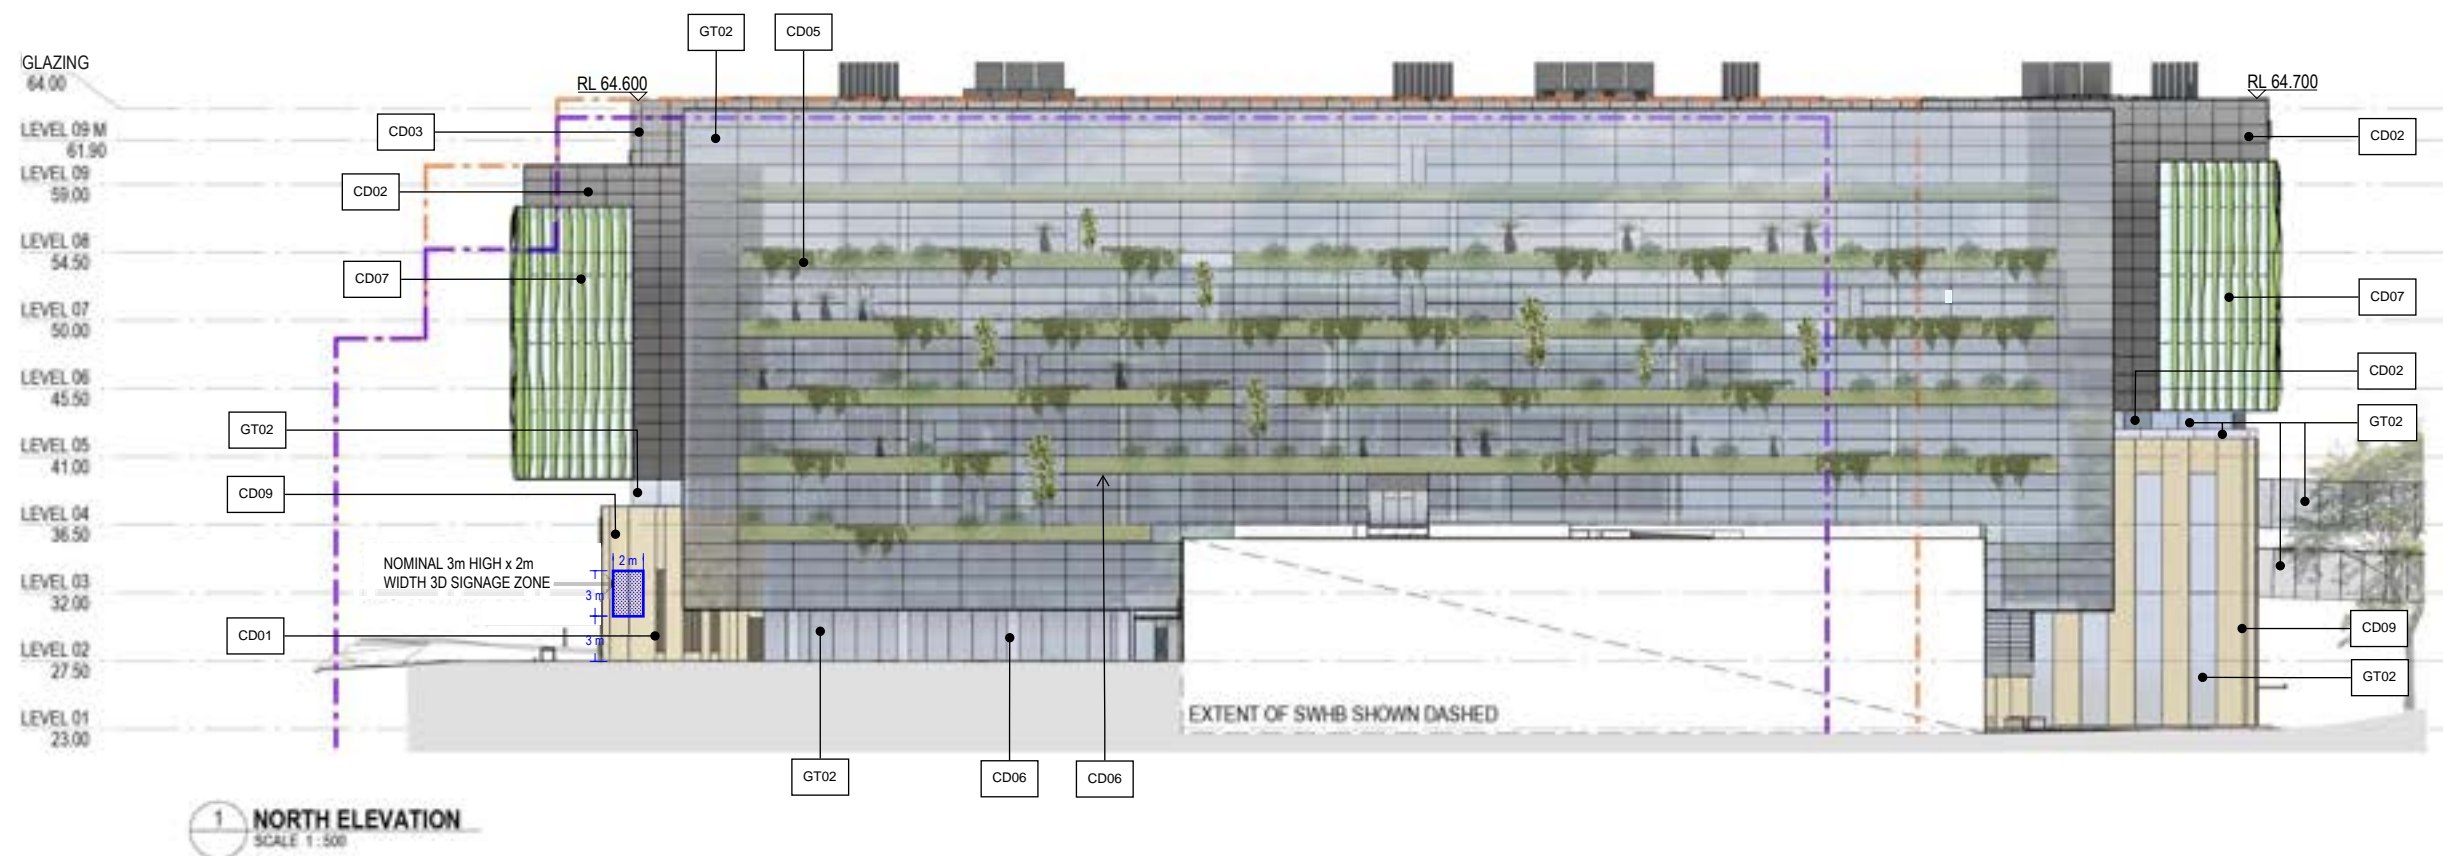 GT02
CD05
GLAZING
64.00
RL 64.600
RL 64.700
CD03
LEVEL 09 M
61.90
CD02
LEVEL 09
59.00
CD02
LEVEL 08
54.50
CD07
CD07
LEVEL 07
50.00
CD02
LEVEL 06
45.50
GT02
GT02
LEVEL 05
41.00
CD09
LEVEL 04
36.50
NOMINAL 3m HIGH x 2m
WIDTH 3D SIGNAGE ZONE
2 m
3 m
LEVEL 03
32.00
CD01
3 m
CD09
LEVEL 02
27.50
GT02
LEVEL 01
23.00
EXTENT OF SWHB SHOWN DASHED
GT02
CD06
CD06
1
NORTH ELEVATION
SCALE 1 : 500